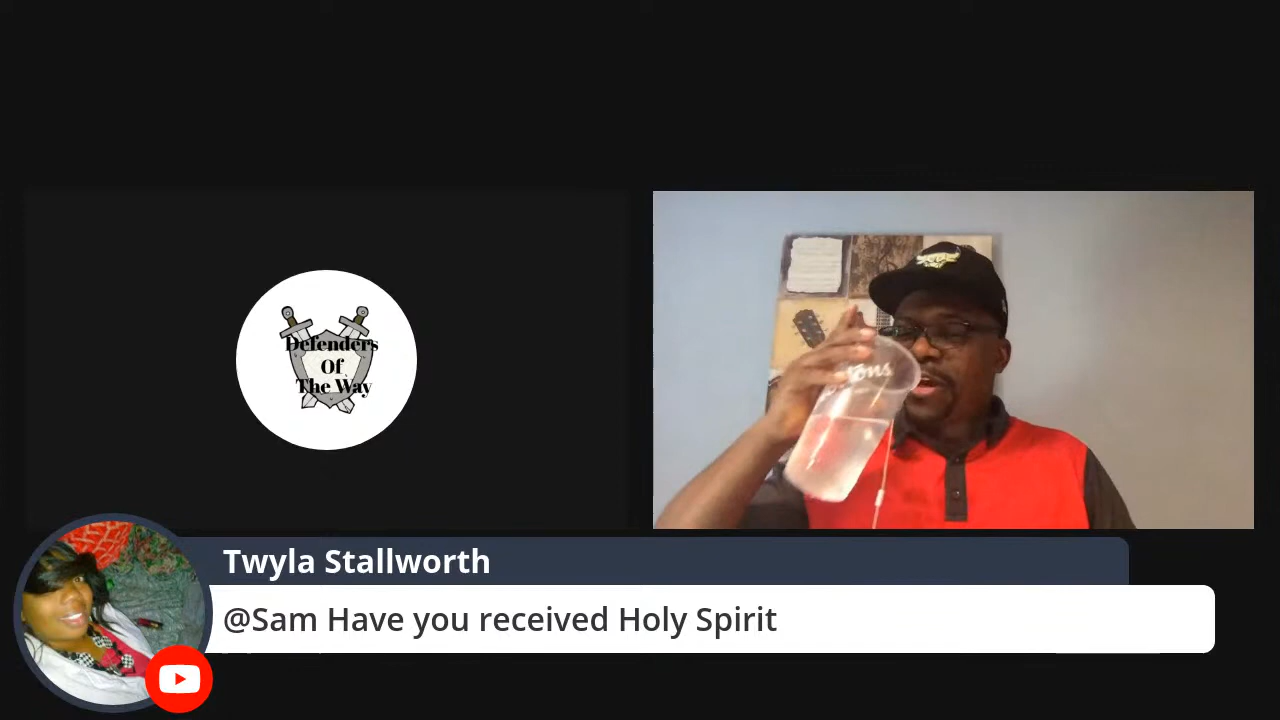 Defenders
Of
The Way
Twyla Stallworth
@Sam Have you received Holy Spirit